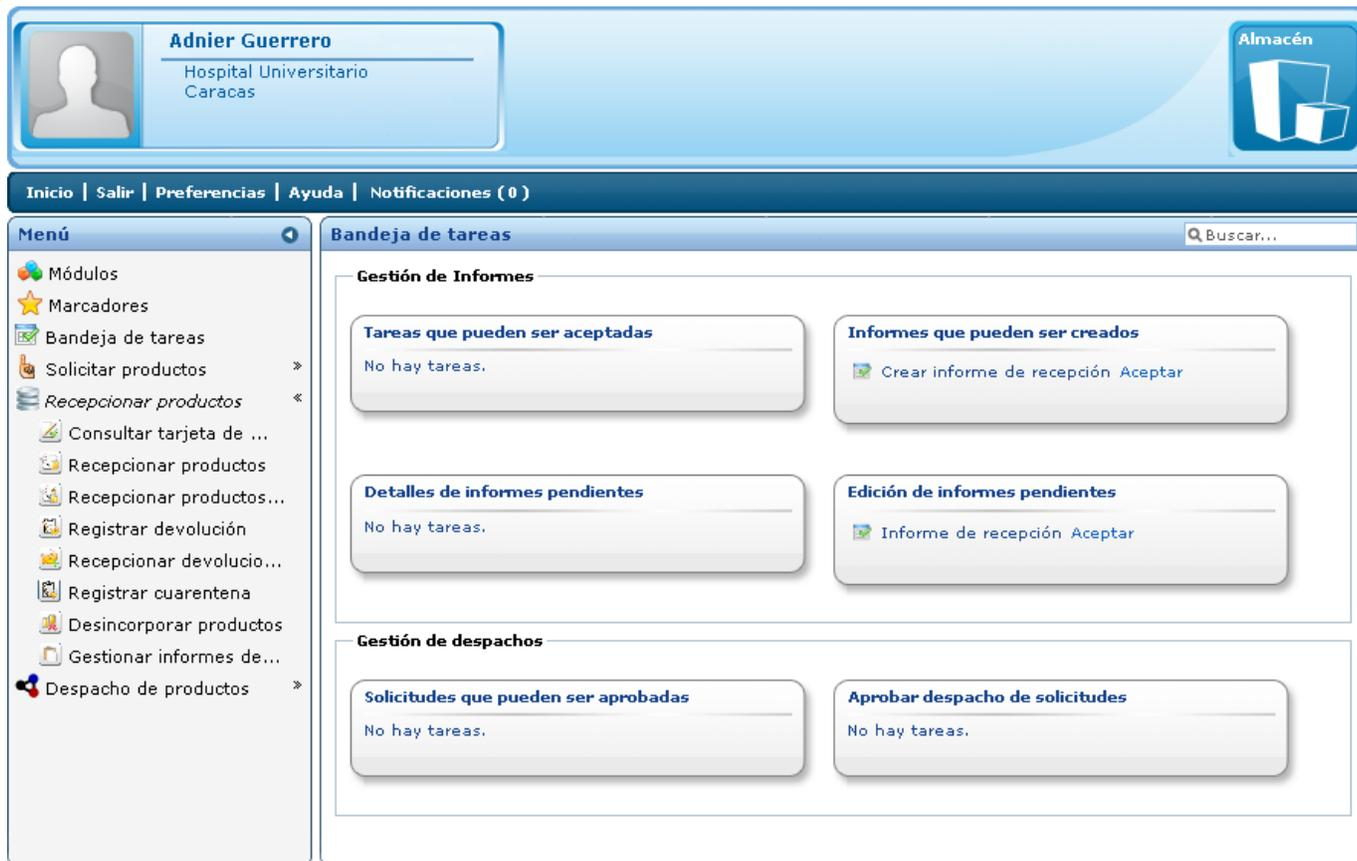 Adnier Guerrero
Hospital Universitario
Caracas
Almacén
Inicio | Salir | Preferencias | Ayuda | Notificaciones ( 0 )
Menú
Módulos
Marcadores
Bandeja de tareas
Solicitar productos »
Recepcionar productos «
Consultar tarjeta de ...
Recepcionar productos
Recepcionar productos...
Registrar devolución
Recepcionar devolucio...
Registrar cuarentena
Desincorporar productos
Gestionar informes de...
Despacho de productos »
Bandeja de tareas
Buscar...
Gestión de Informes
Tareas que pueden ser aceptadas
No hay tareas.
Informes que pueden ser creados
Crear informe de recepción Aceptar
Detalles de informes pendientes
No hay tareas.
Edición de informes pendientes
Informe de recepción Aceptar
Gestión de despachos
Solicitudes que pueden ser aprobadas
No hay tareas.
Aprobar despacho de solicitudes
No hay tareas.